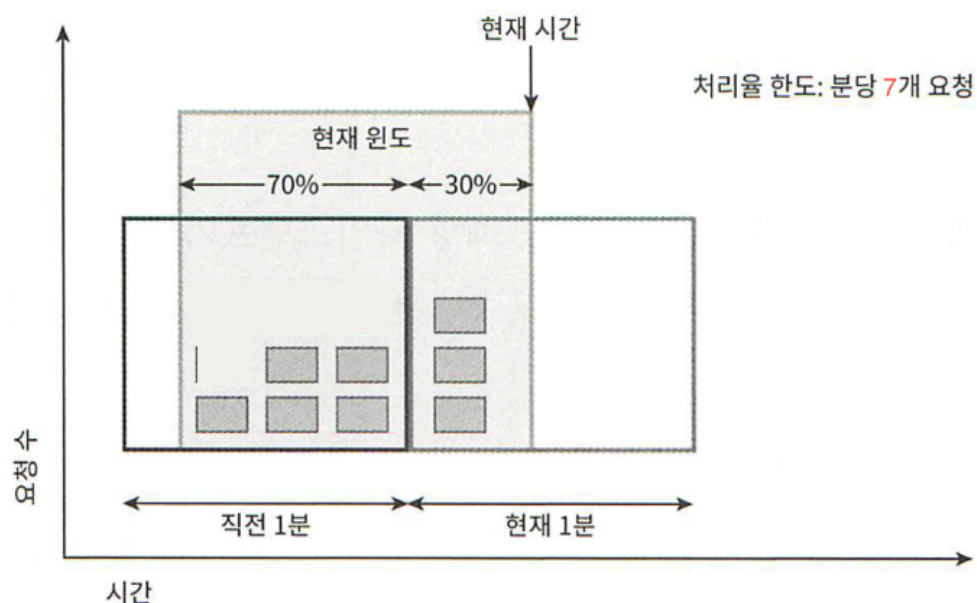 현재 시간
처리율 한도: 분당 7개 요청
현재 윈도
70%
30%
요청 수
직전 1분
현재 1분
시간